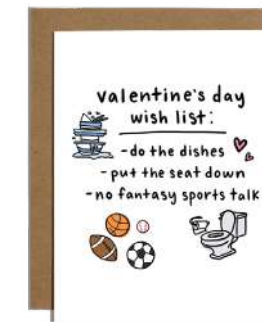 valentine's day
wish list:
-do the dishes
-put the seat down
-no fantasy sports talk